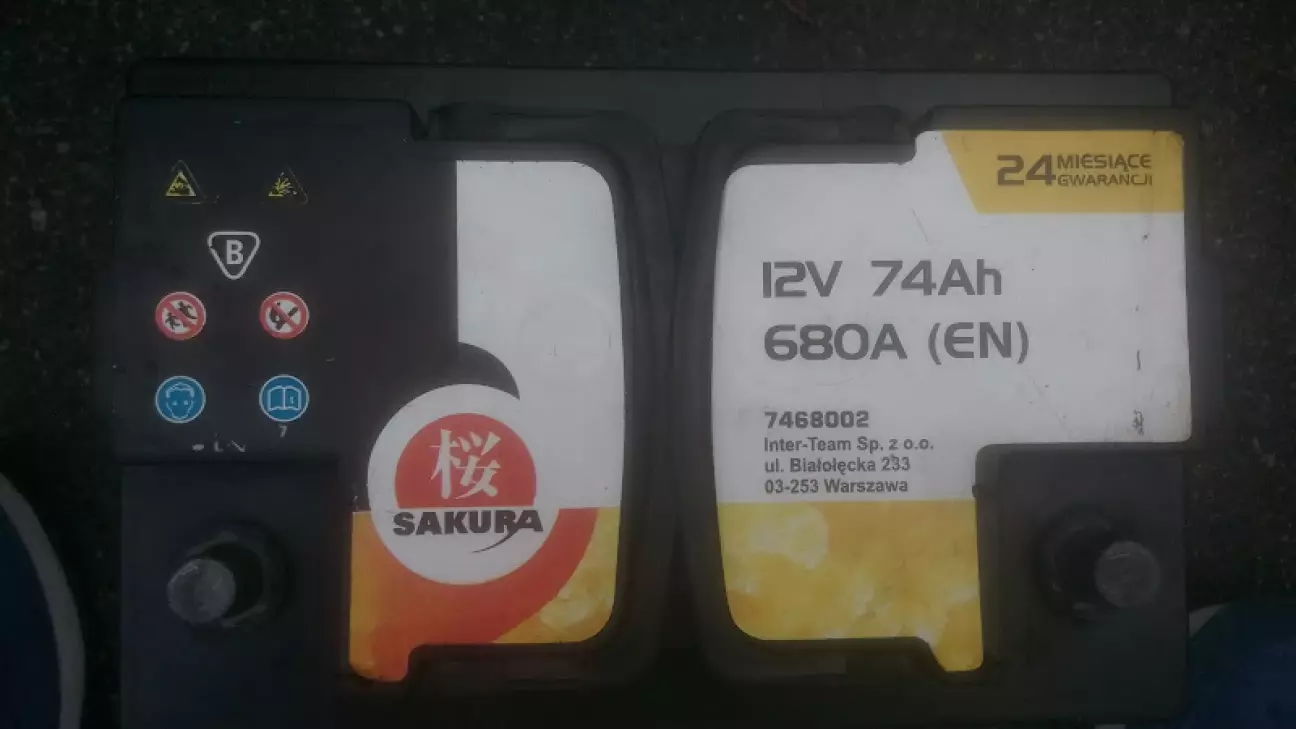 B
7
桜
SAKURA
24 MIESIĄCE
GWARANCJI
12V 74Ah
680A (EN)
7468002
Inter-Team Sp. z o.o.
ul. Białołęcka 233
03-253 Warszawa